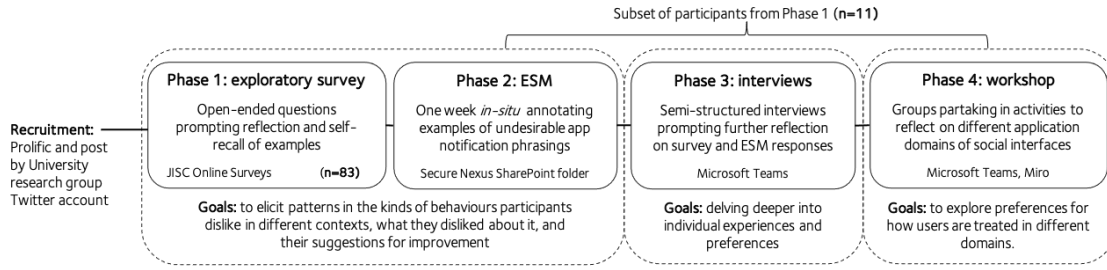 Subset of participants from Phase 1 (n=11)
Recruitment:
Prolific and post
by University
research group
Twitter account
Phase 1: exploratory survey
Open-ended questions
prompting reflection and self-
recall of examples
JISC Online Surveys (n=83)
Phase 2: ESM
One week in-situ annotating
examples of undesirable app
notification phrasings
Secure Nexus SharePoint folder
Goals: to elicit patterns in the kinds of behaviours participants
dislike in different contexts, what they disliked about it, and
their suggestions for improvement
Phase 3: interviews
Semi-structured interviews
prompting further reflection
on survey and ESM responses
Microsoft Teams
Goals: delving deeper into
individual experiences and
preferences
Phase 4: workshop
Groups partaking in activities to
reflect on different application
domains of social interfaces
Microsoft Teams, Miro
Goals: to explore preferences for
how users are treated in different
domains.